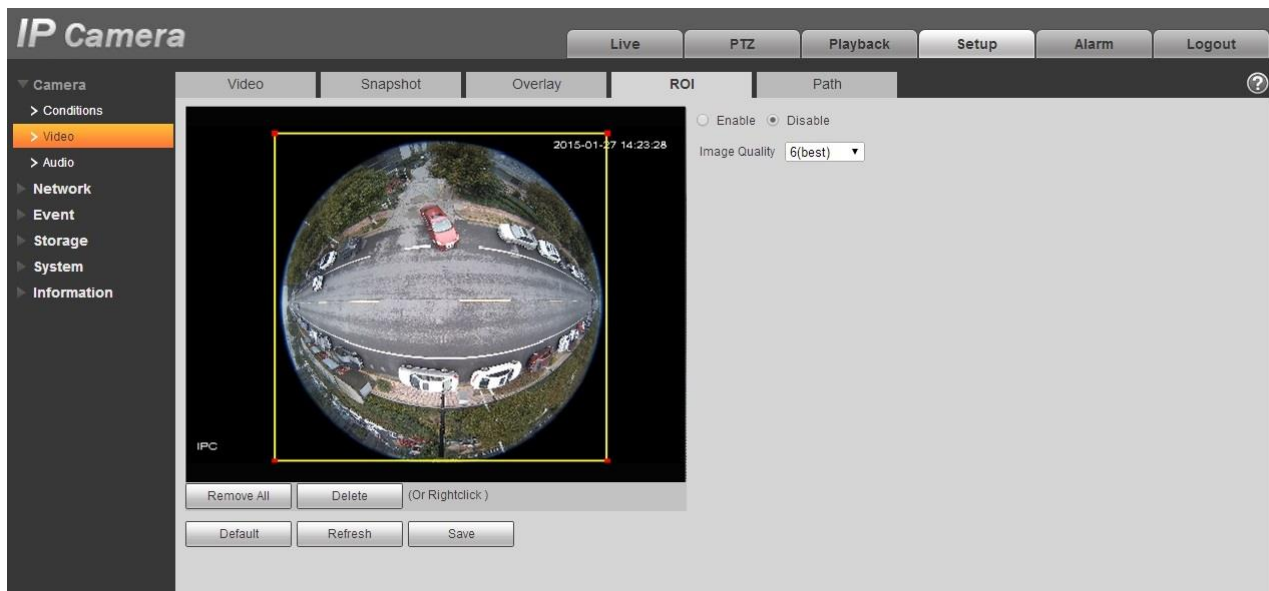 IP Camera
Live
PTZ
Playback
Setup
Alarm
Logout
Camera
> Conditions
> Video
> Audio
Network
Event
Storage
System
Information
Video
Snapshot
Overlay
ROI
Path
?
2015-01-27 14:23:28
IPC
Enable
Disable
Image Quality
6(best)
Remove All
Delete
(Or Rightclick )
Default
Refresh
Save